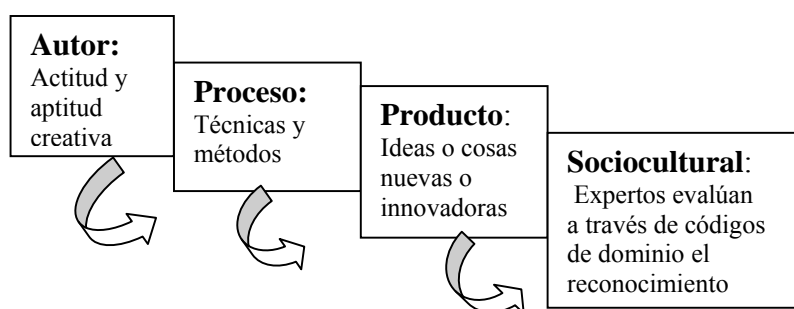 Autor:
Actitud y
aptitud
creativa
Proceso:
Técnicas y
métodos
Producto:
Ideas o cosas
nuevas o
innovadoras
Sociocultural:
Expertos evalúan
a través de códigos
de dominio el
reconocimiento